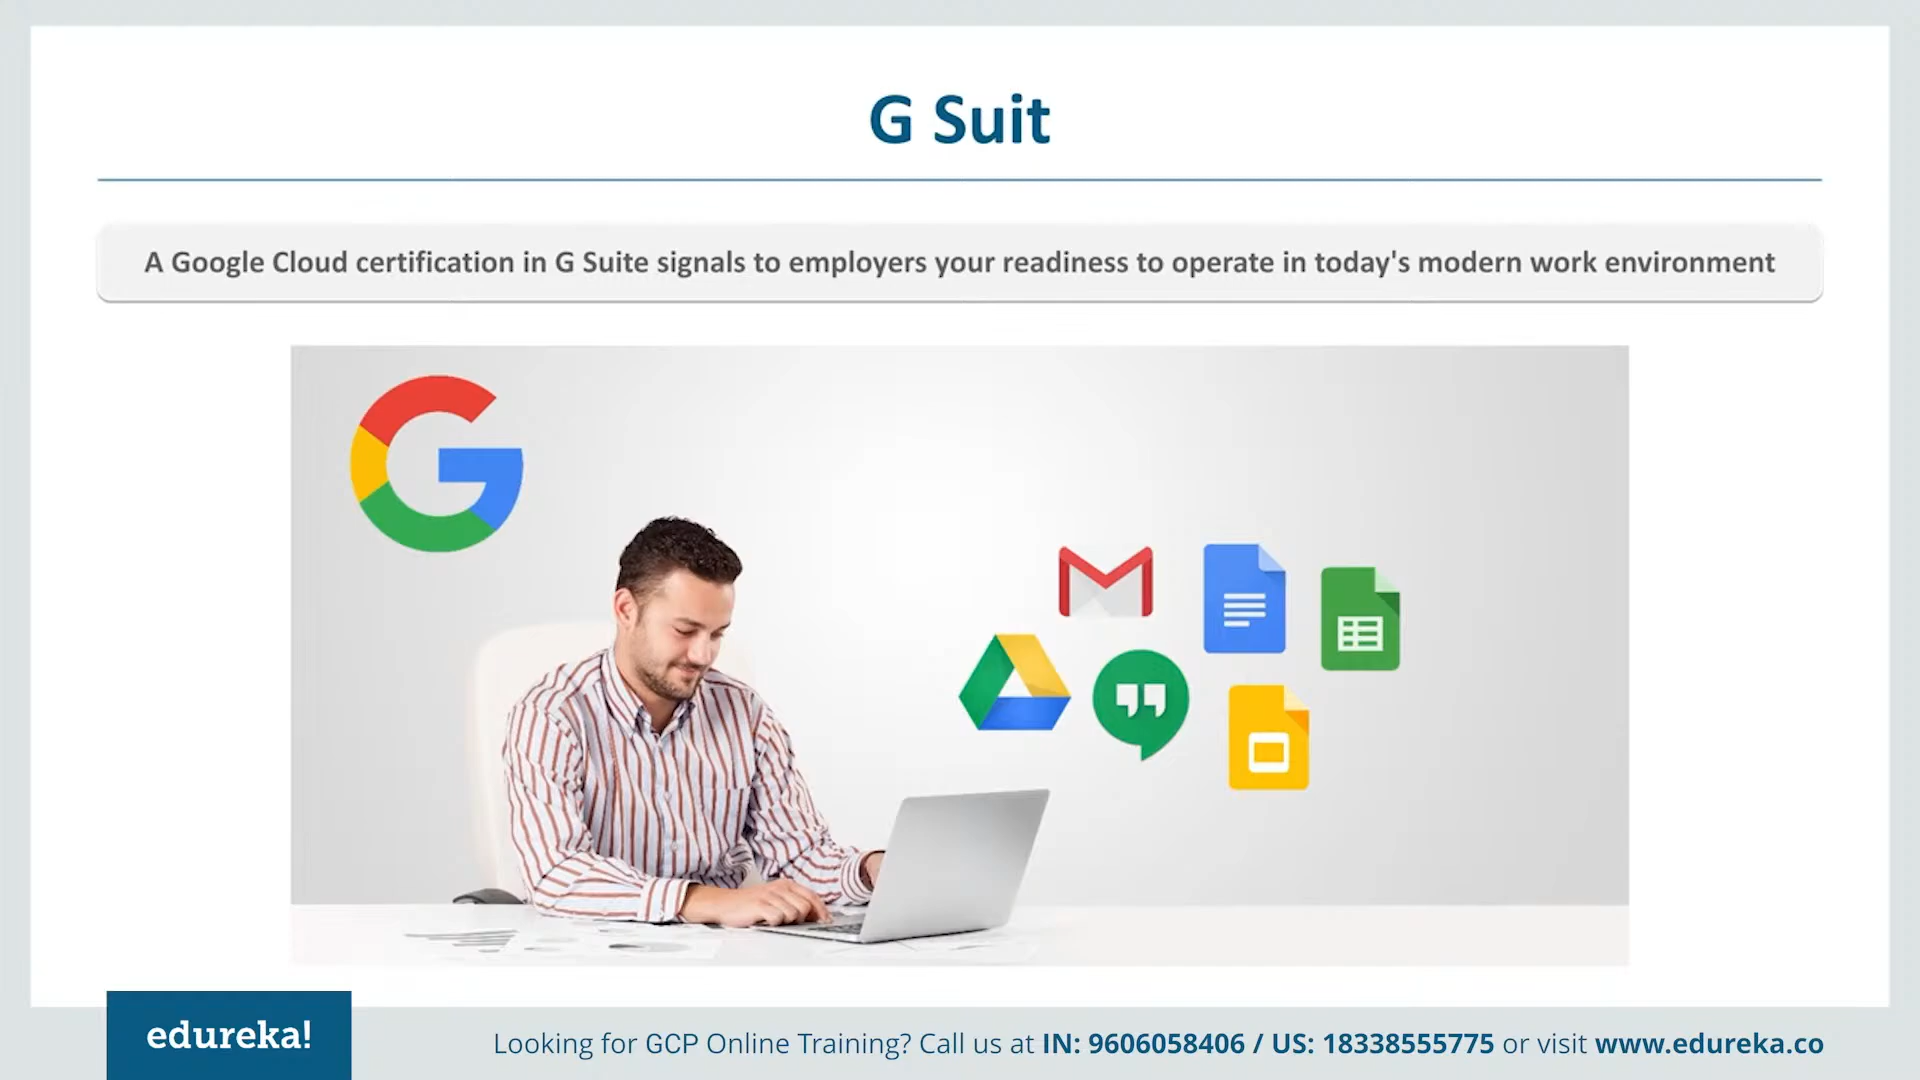 G Suit
A Google Cloud certification in G Suite signals to employers your readiness to operate in today's modern work environment
edureka!
Looking for GCP Online Training? Call us at IN: 9606058406 / US: 18338555775 or visit www.edureka.co